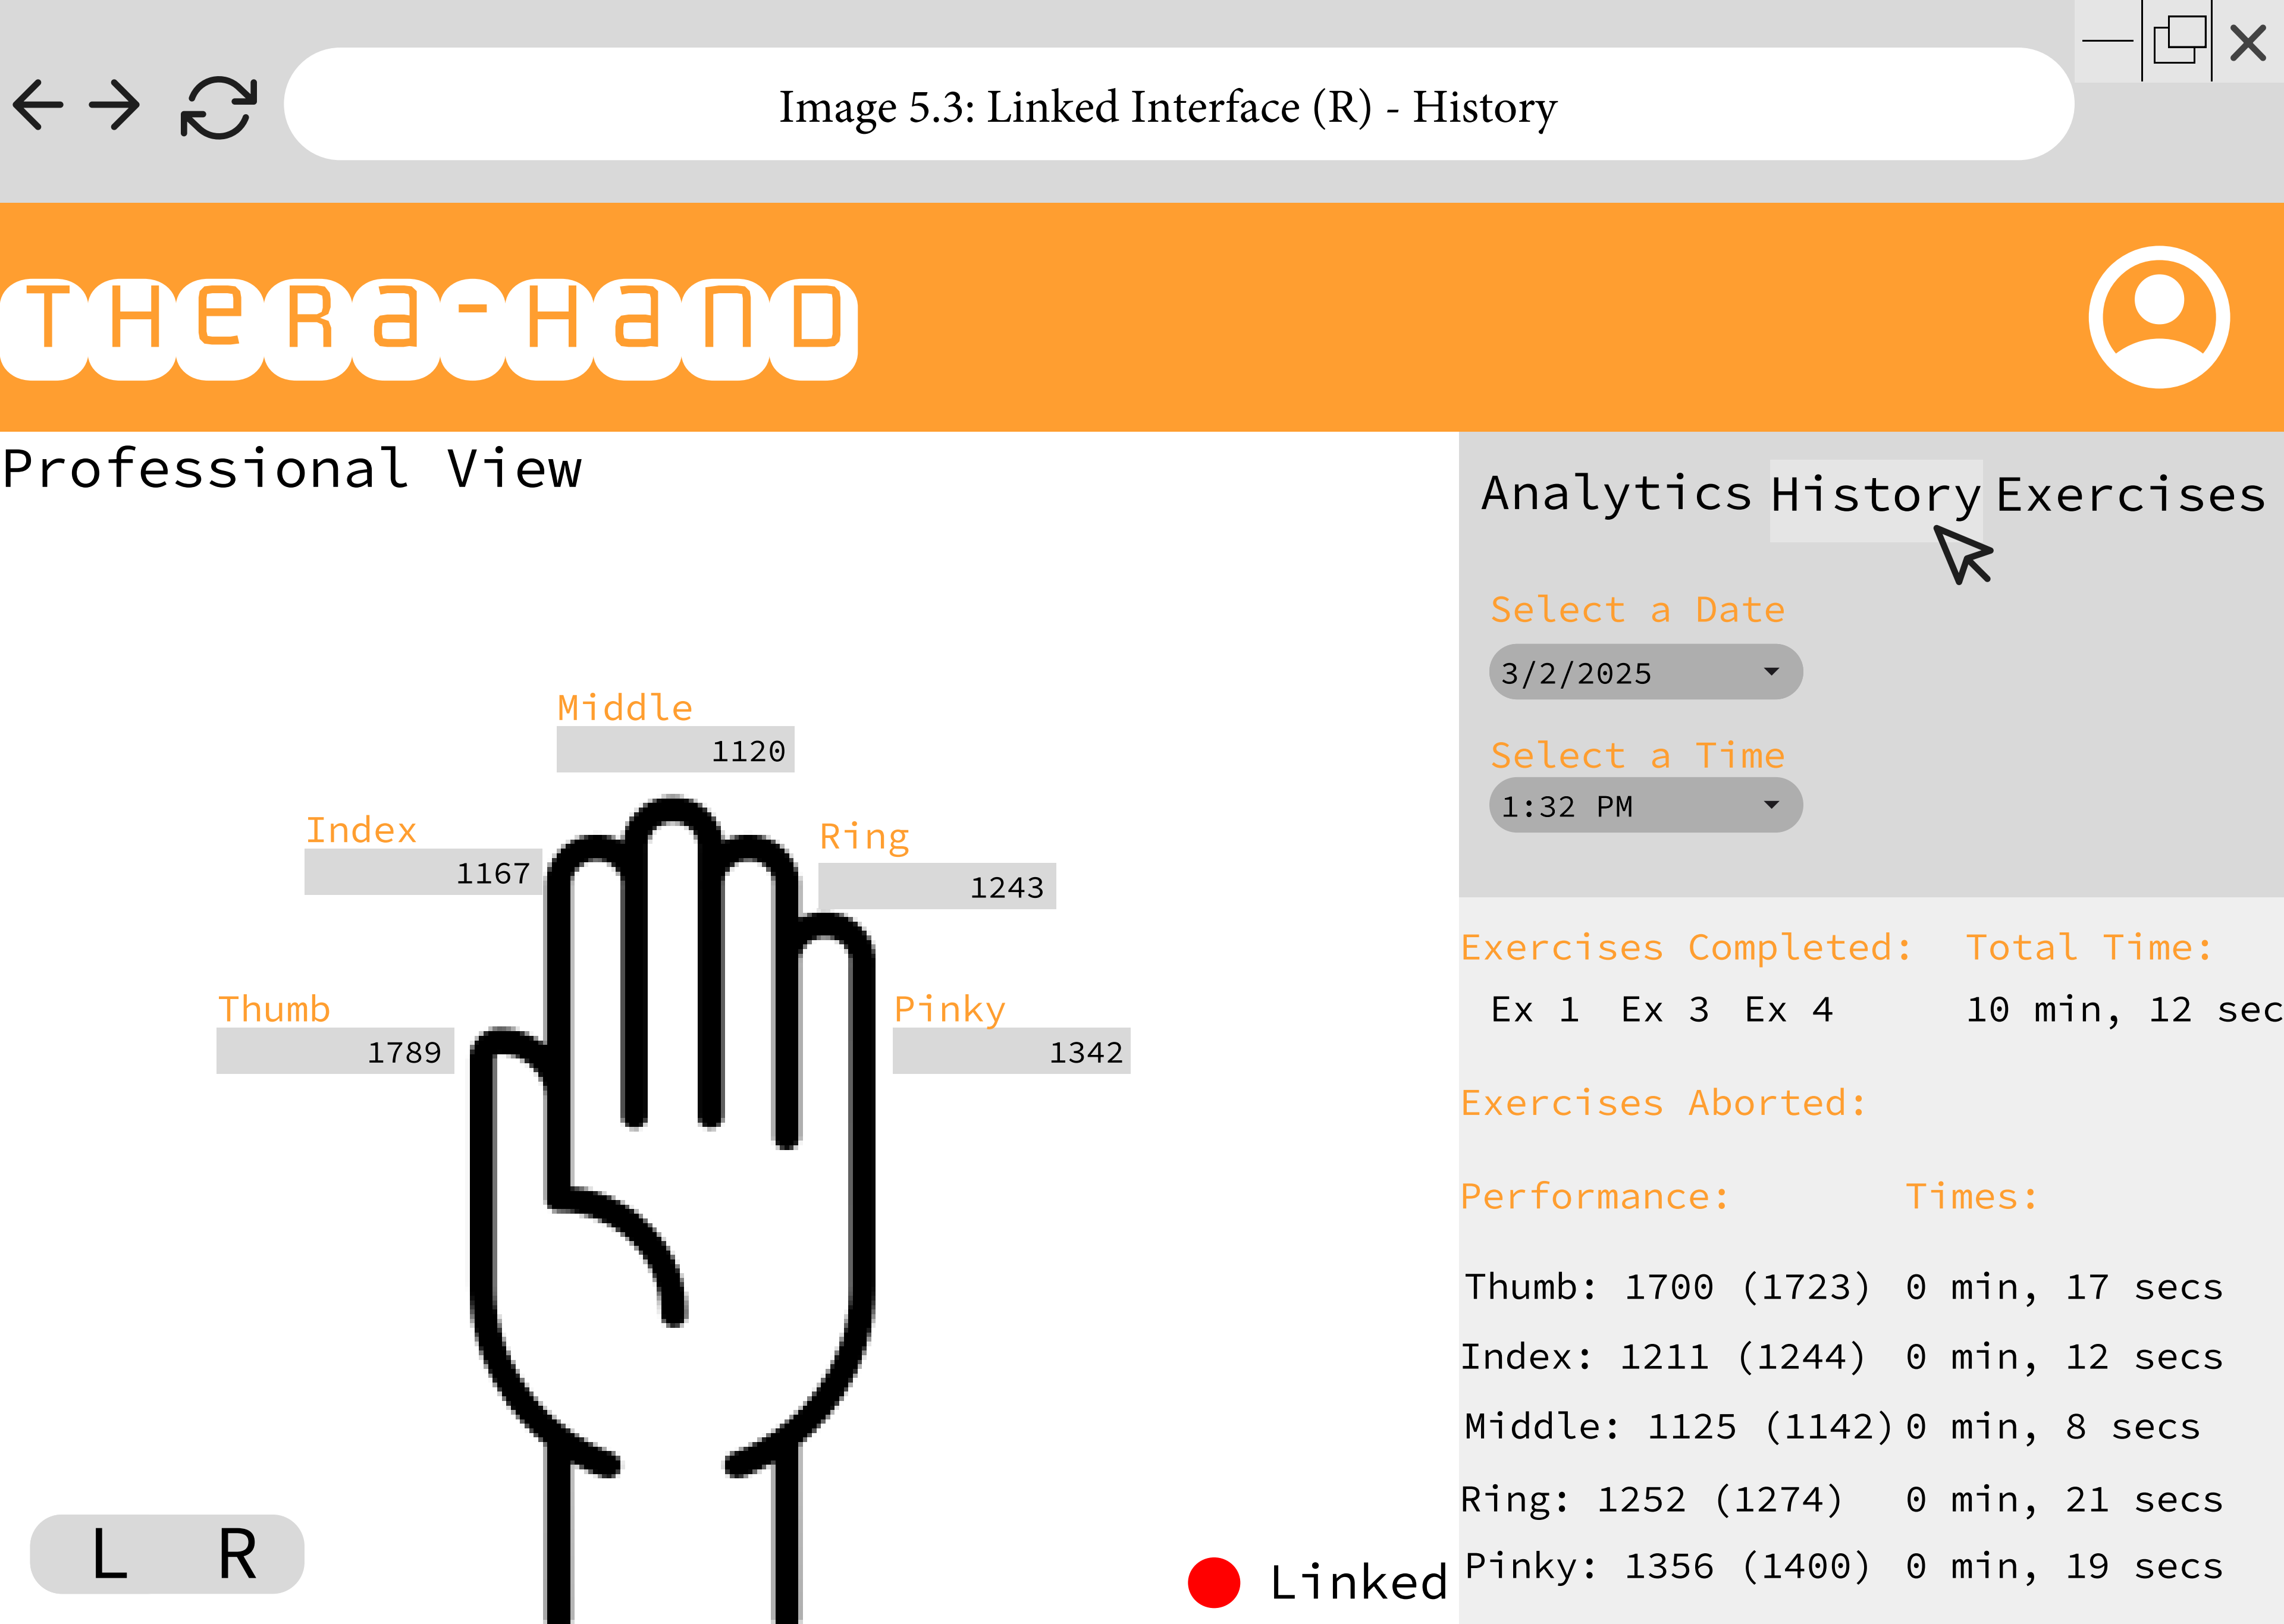 Image 5.3: Linked Interface (R) - History
THeRa-HanD
Professional View
Middle
1120
Index
1167
Ring
1243
Thumb
1789
Pinky
1342
L R
Linked
Analytics History Exercises
Select a Date
3/2/2025
Select a Time
1:32 PM
Exercises Completed: Total Time:
Ex 1 Ex 3 Ex 4 10 min, 12 sec
Exercises Aborted:
Performance: Times:
Thumb: 1700 (1723) 0 min, 17 secs
Index: 1211 (1244) 0 min, 12 secs
Middle: 1125 (1142) 0 min, 8 secs
Ring: 1252 (1274) 0 min, 21 secs
Pinky: 1356 (1400) 0 min, 19 secs